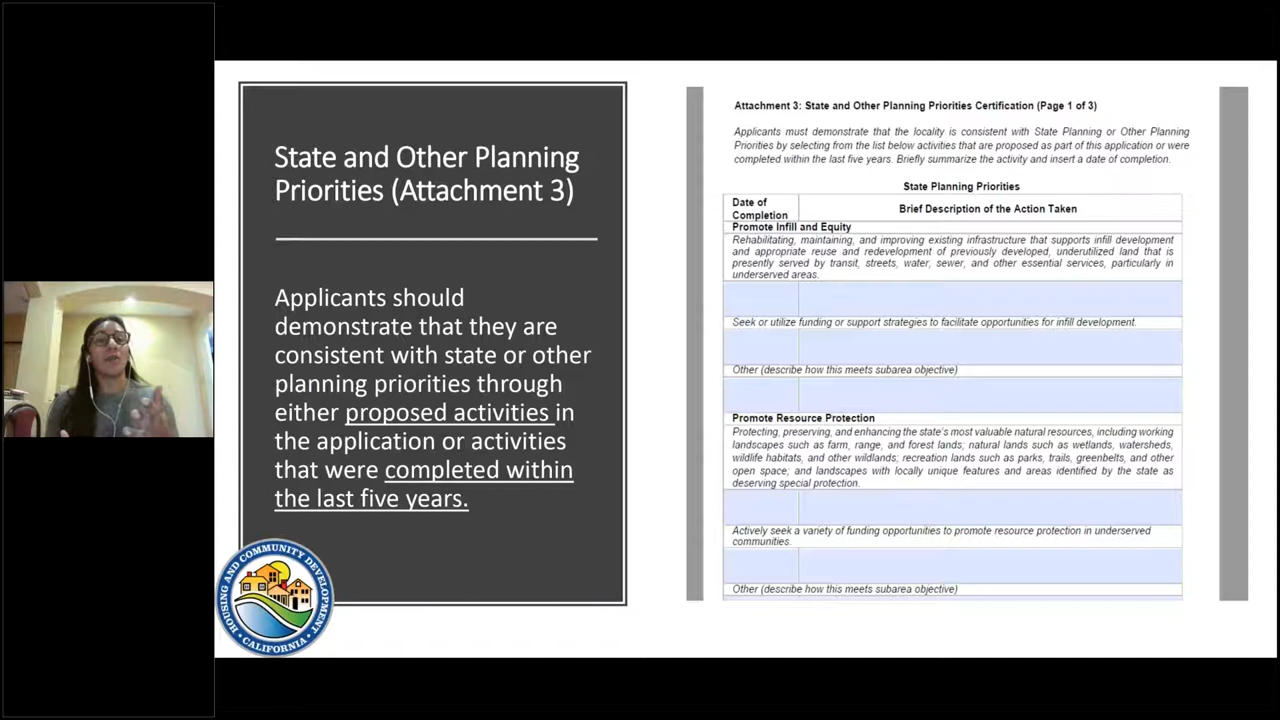 State and Other Planning
Priorities (Attachment 3)
Applicants should
demonstrate that they are
consistent with state or other
planning priorities through
either proposed activities in
the application or activities
that were completed within
the last five years.
HOUSING AND COMMUNITY DEVELOPMENT
• CALIFORNIA •
Attachment 3: State and Other Planning Priorities Certification (Page 1 of 3)
Applicants must demonstrate that the locality is consistent with State Planning or Other Planning
Priorities by selecting from the list below activities that are proposed as part of this application or were
completed within the last five years. Briefly summarize the activity and insert a date of completion.
State Planning Priorities
Date of
Completion
Brief Description of the Action Taken
Promote Infill and Equity
Rehabilitating, maintaining, and improving existing infrastructure that supports infill development
and appropriate reuse and redevelopment of previously developed, underutilized land that is
presently served by transit, streets, water, sewer, and other essential services, particularly in
underserved areas.
Seek or utilize funding or support strategies to facilitate opportunities for infill development.
Other (describe how this meets subarea objective)
Promote Resource Protection
Protecting, preserving, and enhancing the state's most valuable natural resources, including working
landscapes such as farm, range, and forest lands; natural lands such as wetlands, watersheds,
wildlife habitats, and other wildlands; recreation lands such as parks, trails, greenbelts, and other
open space; and landscapes with locally unique features and areas identified by the state as
deserving special protection.
Actively seek a variety of funding opportunities to promote resource protection in underserved
communities.
Other (describe how this meets subarea objective)